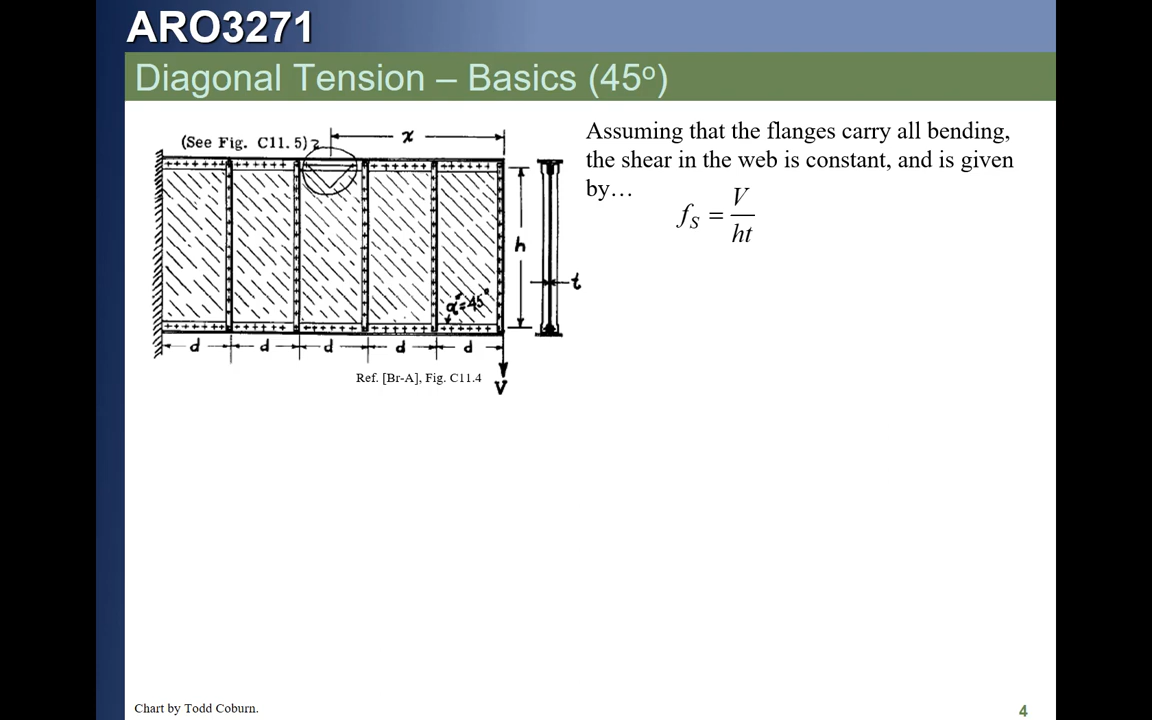 ARO3271
Diagonal Tension – Basics (45º)
(See Fig. C11.5)
x
h
t
α=45°
d d d d d
V
Ref. [Br-A], Fig. C11.4
Assuming that the flanges carry all bending,
the shear in the web is constant, and is given
by…
f_S = V/ht
Chart by Todd Coburn.
4